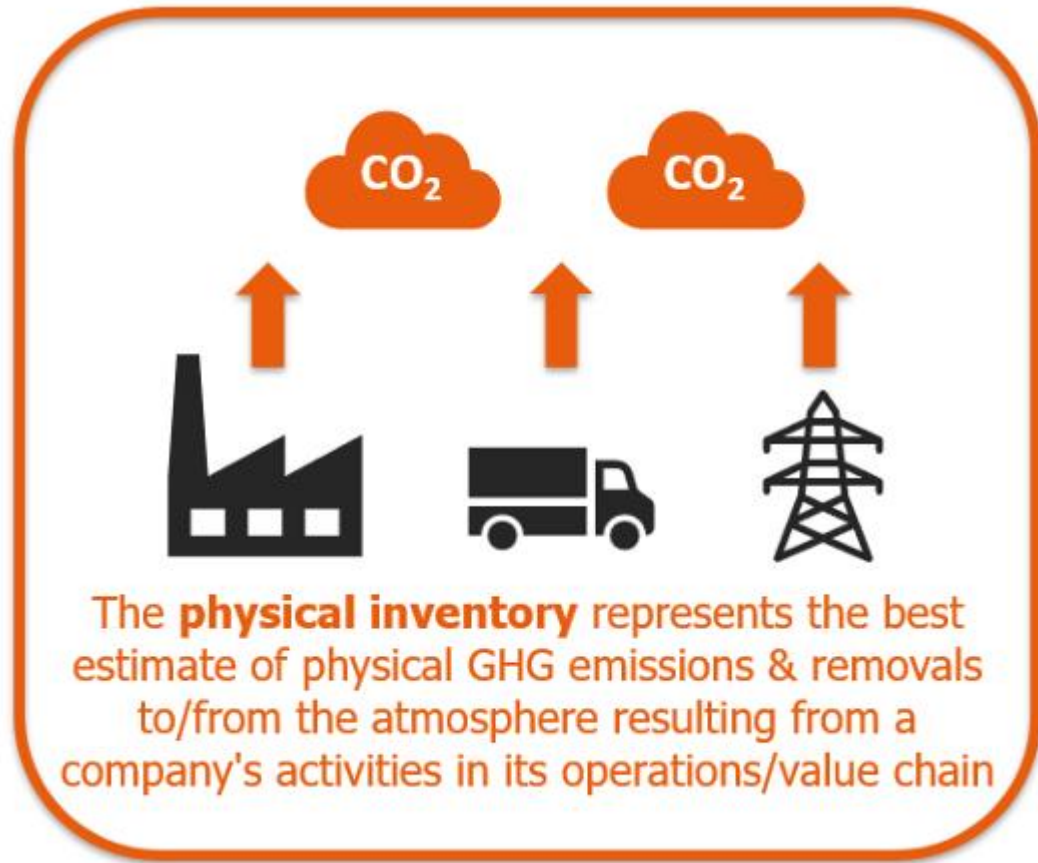 CO₂ CO₂
The physical inventory represents the best
estimate of physical GHG emissions & removals
to/from the atmosphere resulting from a
company's activities in its operations/value chain